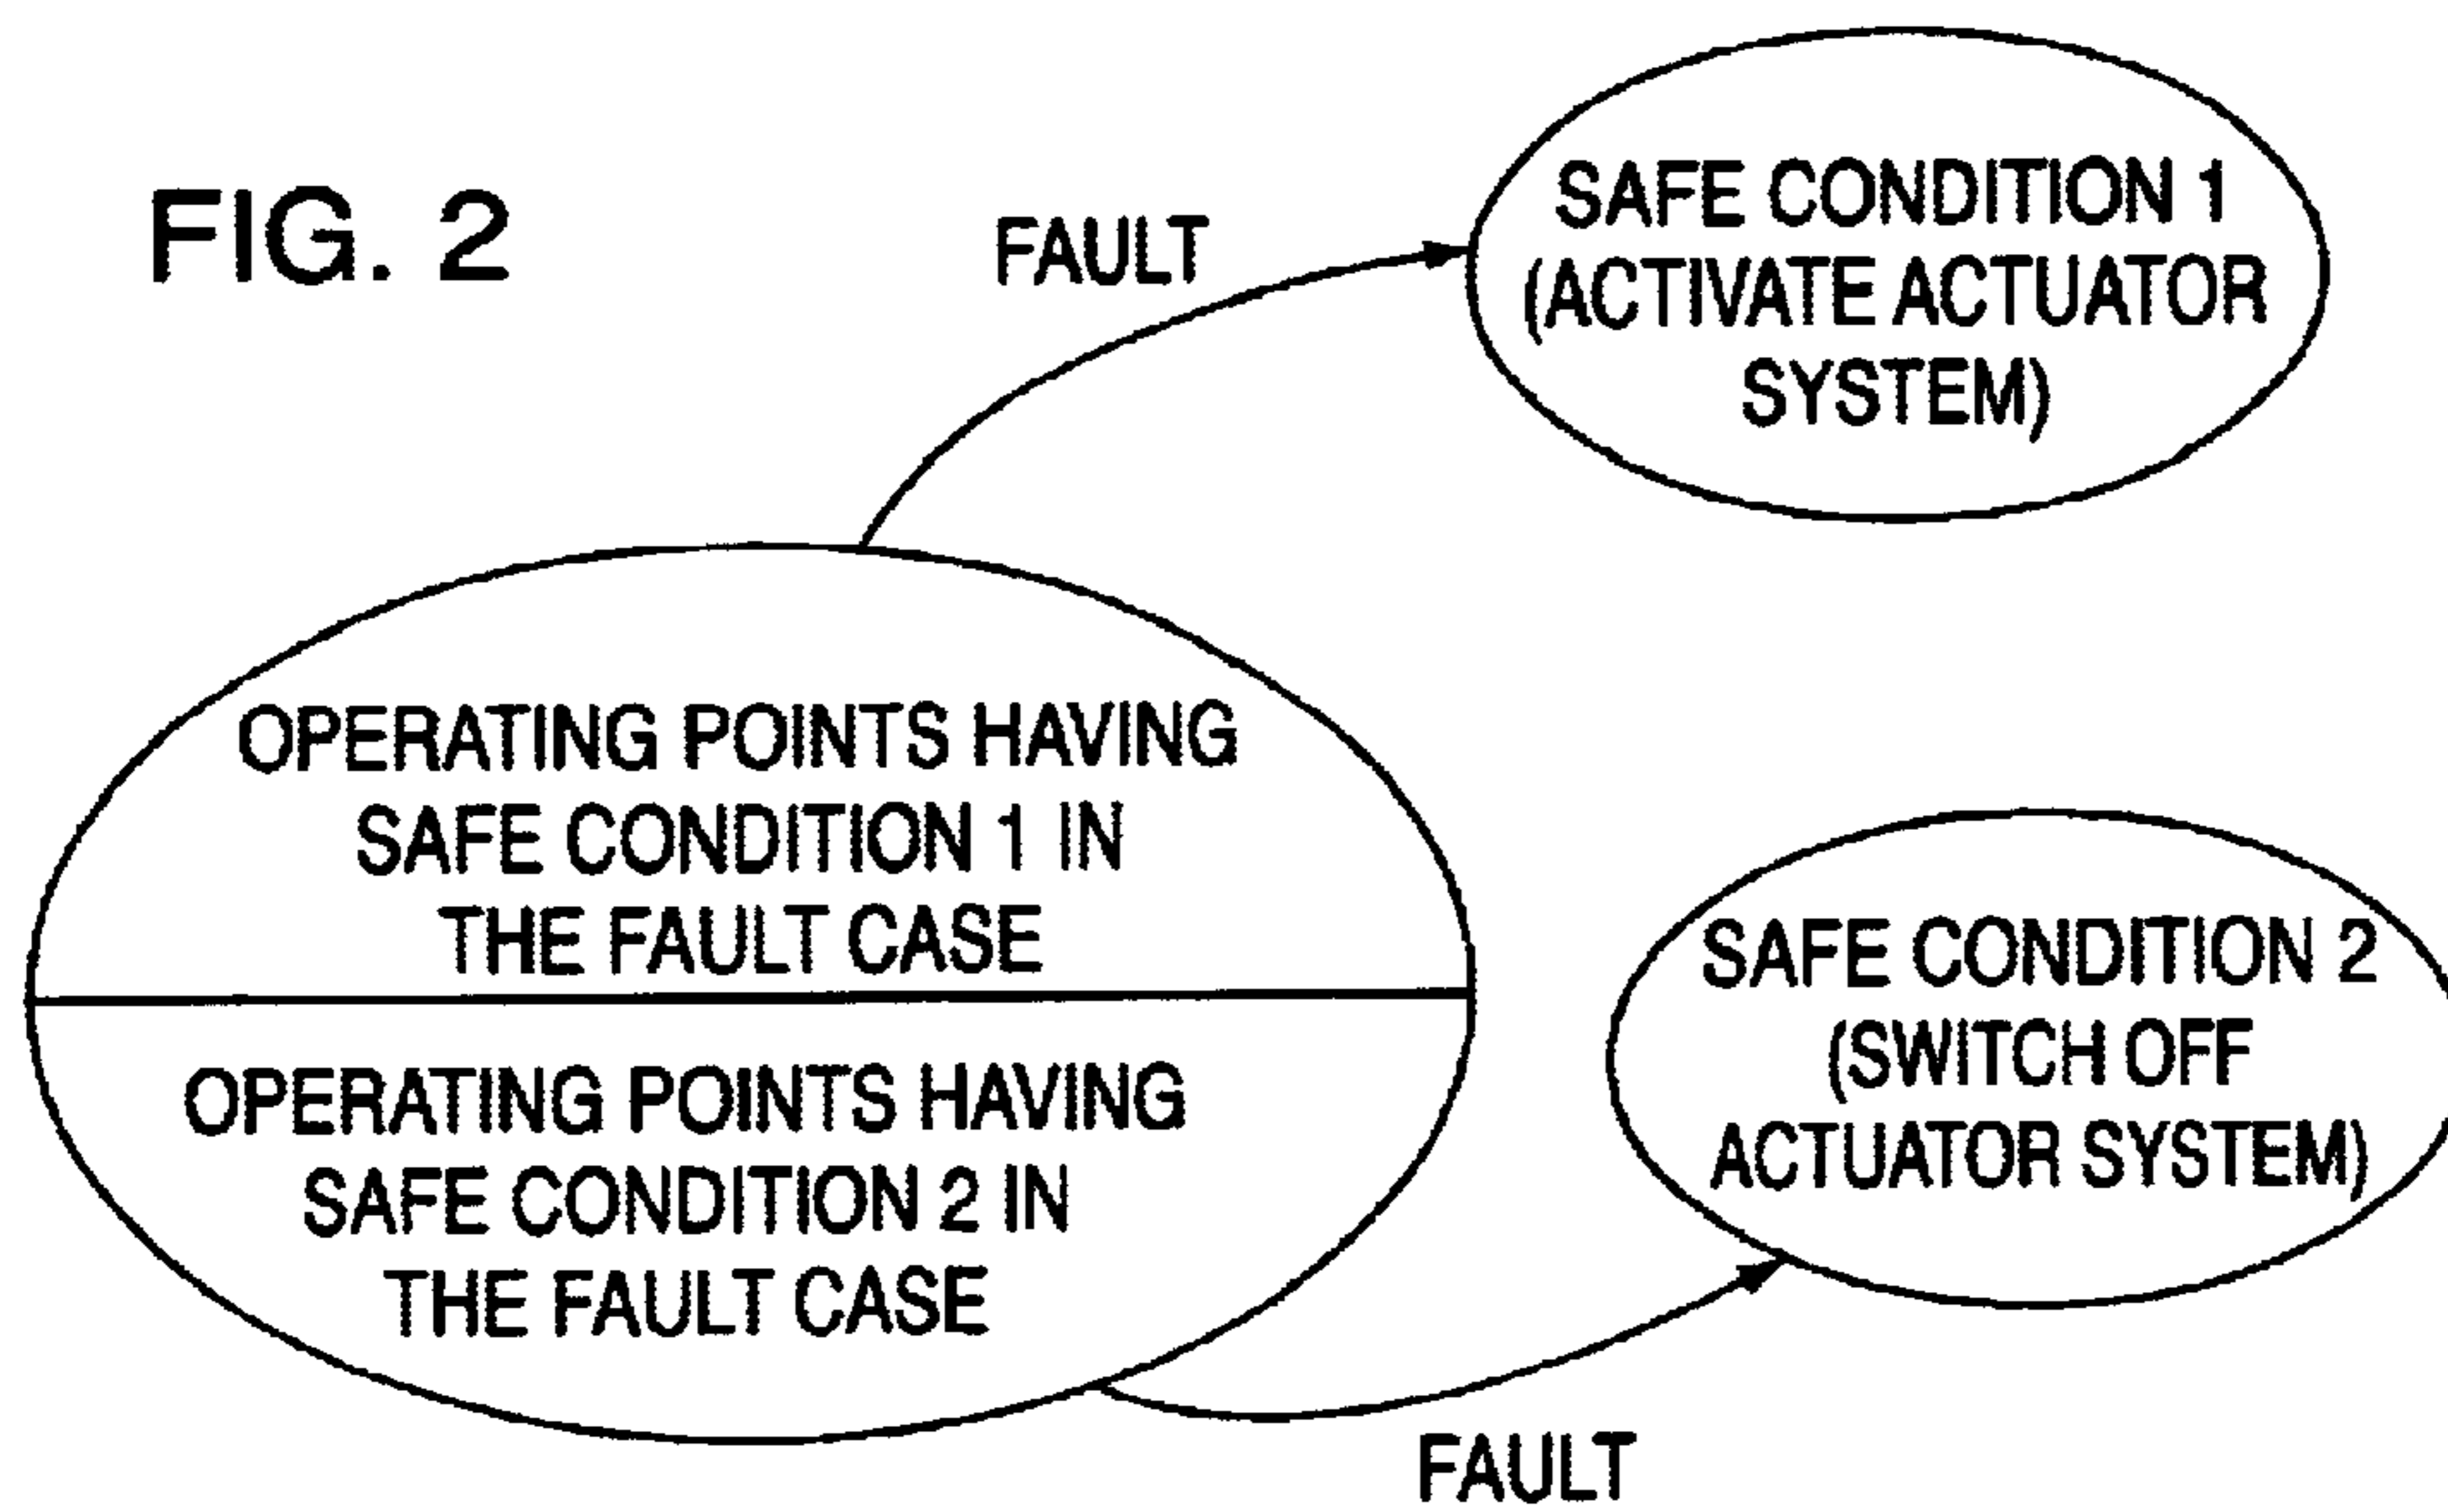 FIG. 2
FAULT
SAFE CONDITION 1
(ACTIVATE ACTUATOR
SYSTEM)
OPERATING POINTS HAVING
SAFE CONDITION 1 IN
THE FAULT CASE
OPERATING POINTS HAVING
SAFE CONDITION 2 IN
THE FAULT CASE
SAFE CONDITION 2
(SWITCH OFF
ACTUATOR SYSTEM)
FAULT